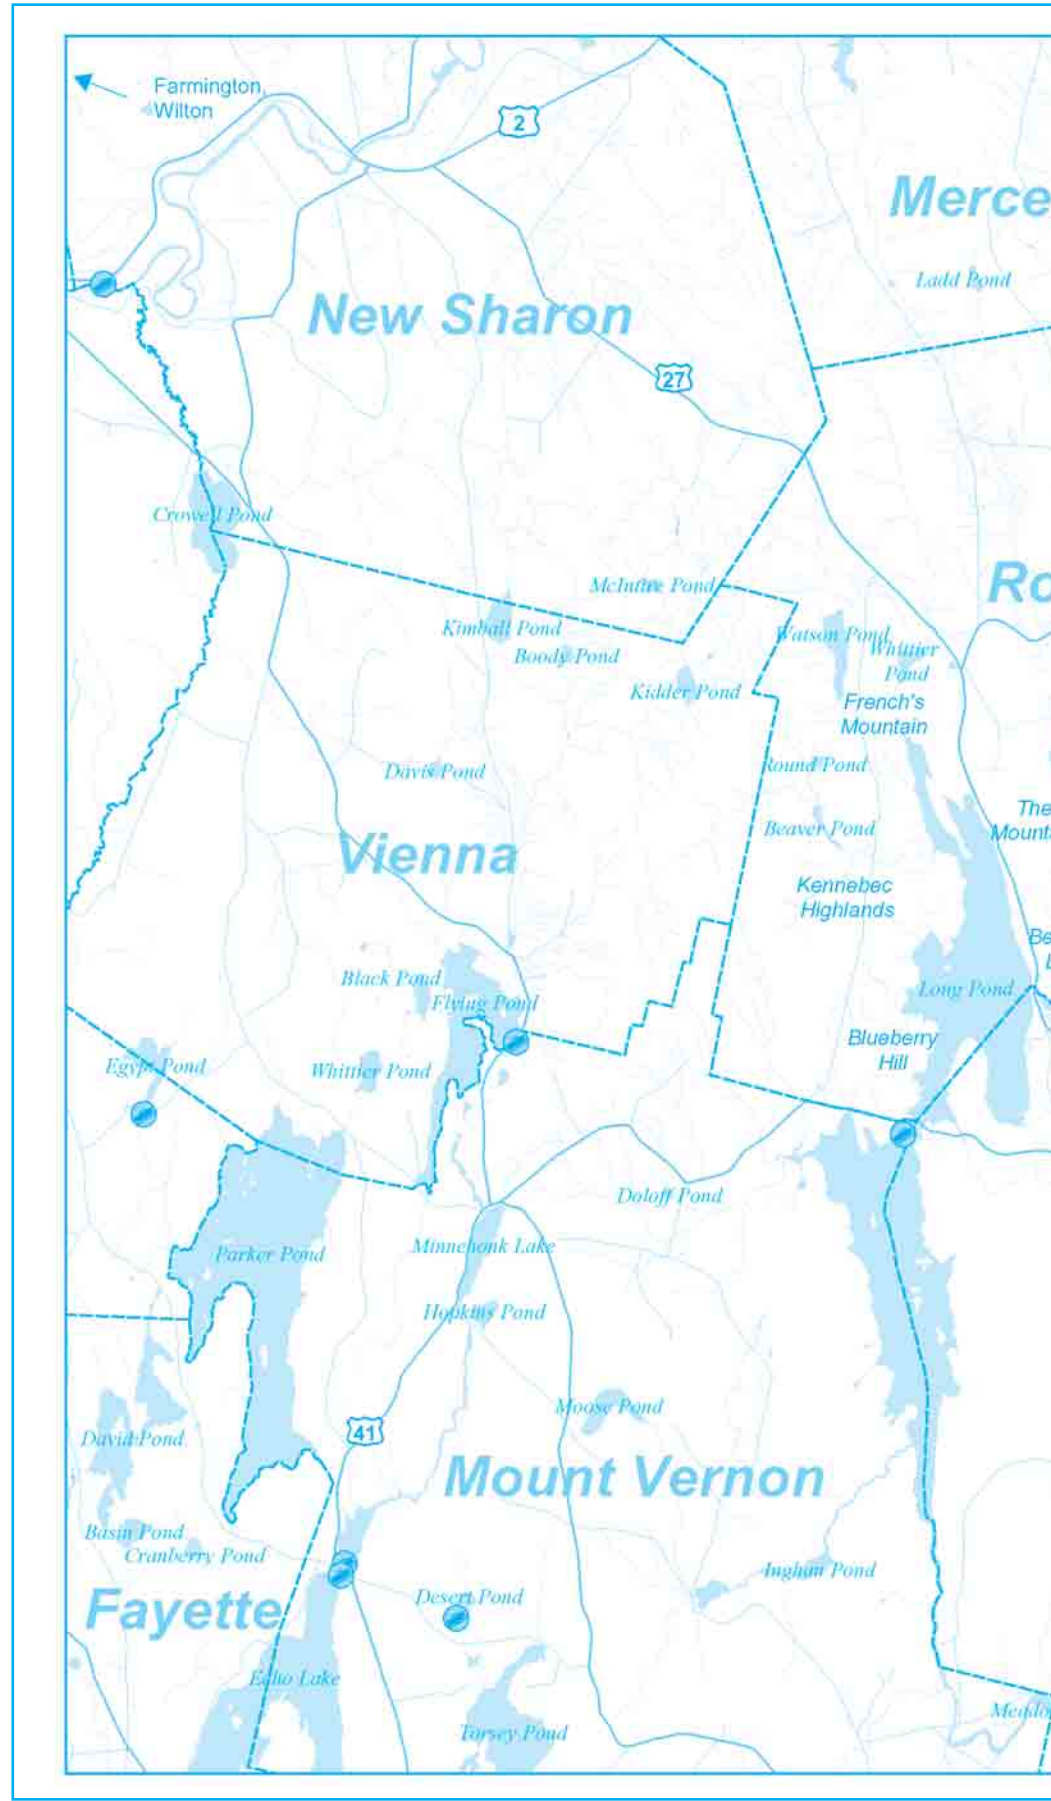 Farmington,
Wilton
2
Merce
Ladd Pond
New Sharon
27
Crowell Pond
McIntire Pond
Ro
Kimball Pond
Watson Pond
Whittier
Pond
Boody Pond
Kidder Pond
French's
Mountain
Davis Pond
Round Pond
The
Mounta
Beaver Pond
Vienna
Kennebec
Highlands
Be
L
Black Pond
Flying Pond
Long Pond
Blueberry
Hill
Egypt Pond
Whittier Pond
Doloff Pond
Minnehonk Lake
Parker Pond
Hopkins Pond
Moose Pond
41
David Pond
Mount Vernon
Basin Pond
Cranberry Pond
Ingham Pond
Desert Pond
Fayette
Echo Lake
Meado
Torsey Pond